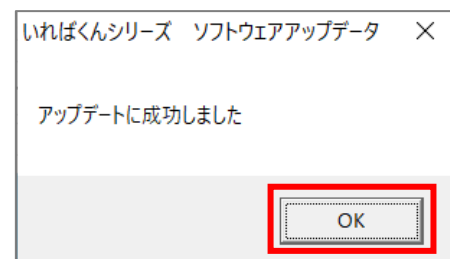 いればくんシリーズ　ソフトウェアアップデータ
アップデートに成功しました
OK